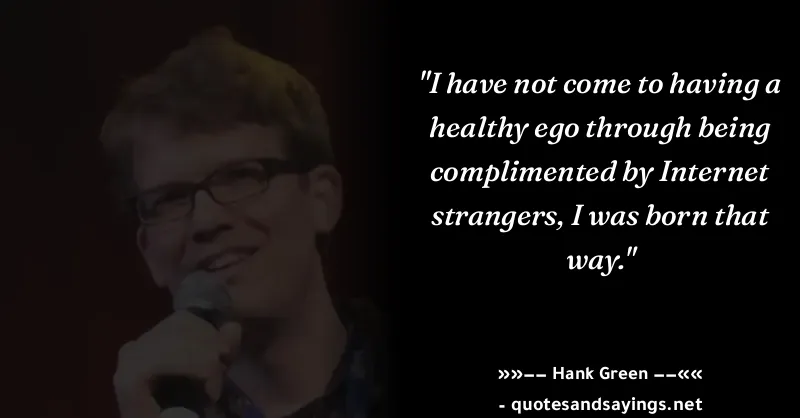 "I have not come to having a
healthy ego through being
complimented by Internet
strangers, I was born that
way."
»»−− Hank Green −−««
- quotesandsayings.net